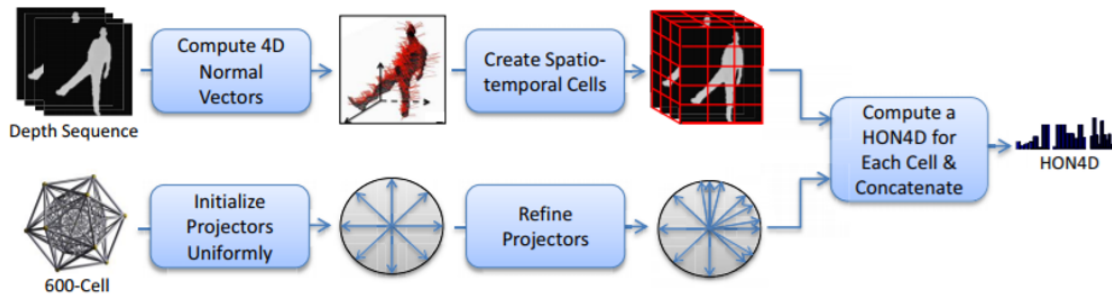 Depth Sequence
Compute 4D
Normal
Vectors
Create Spatio-
temporal Cells
Compute a
HON4D for
Each Cell &
Concatenate
HON4D
600-Cell
Initialize
Projectors
Uniformly
Refine
Projectors